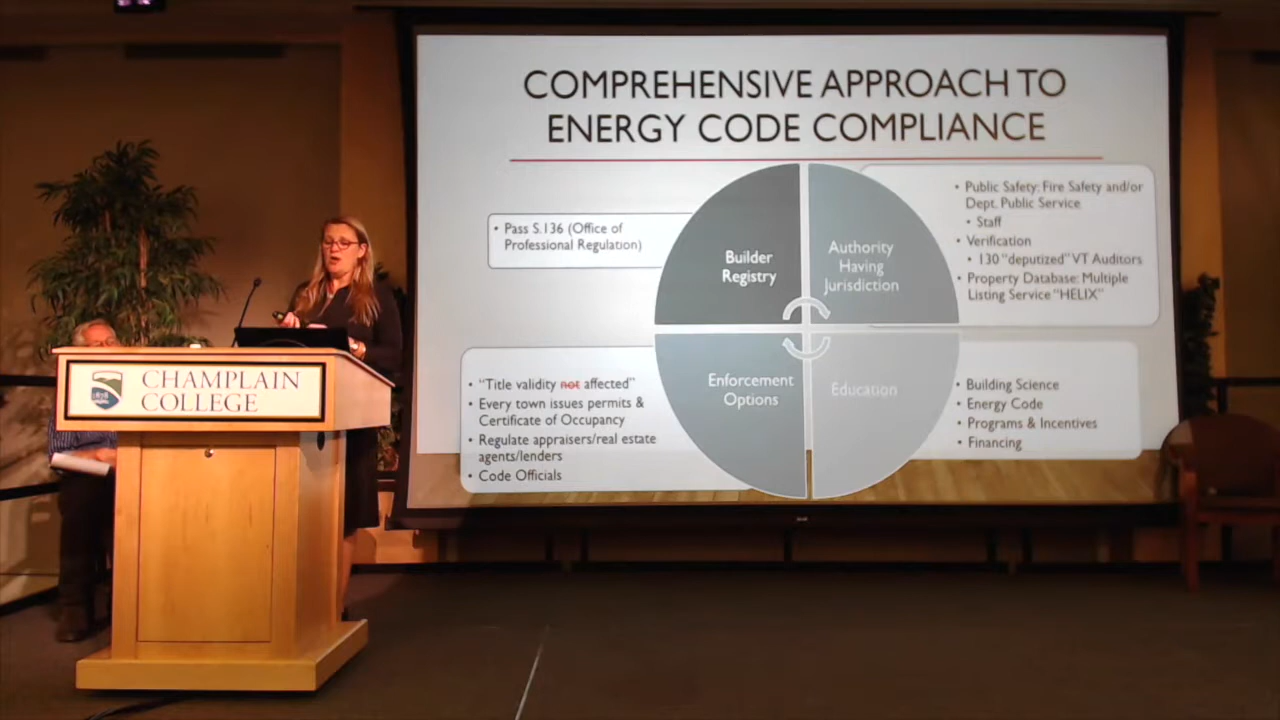 COMPREHENSIVE APPROACH TO
ENERGY CODE COMPLIANCE
• Pass S.136 (Office of
Professional Regulation)
Builder
Registry
Authority
Having
Jurisdiction
• Public Safety: Fire Safety and/or
Dept. Public Service
• Staff
• Verification
• 130 "deputized" VT Auditors
• Property Database: Multiple
Listing Service "HELIX"
• "Title validity not affected"
• Every town issues permits &
Certificate of Occupancy
• Regulate appraisers/real estate
agents/lenders
• Code Officials
Enforcement
Options
Education
• Building Science
• Energy Code
• Programs & Incentives
• Financing
1878
CHAMPLAIN
COLLEGE